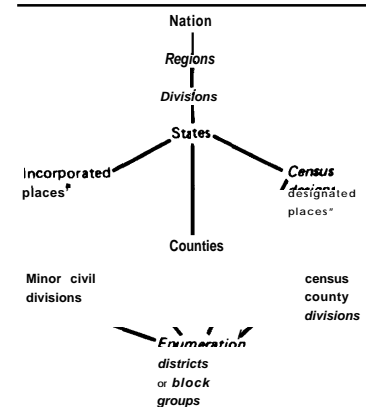 Nation
Regions
Divisions
States
Incorporated
places*
Census
designated
places"
Counties
Minor civil
divisions
census
county
divisions
Enumeration
districts
or block
groups